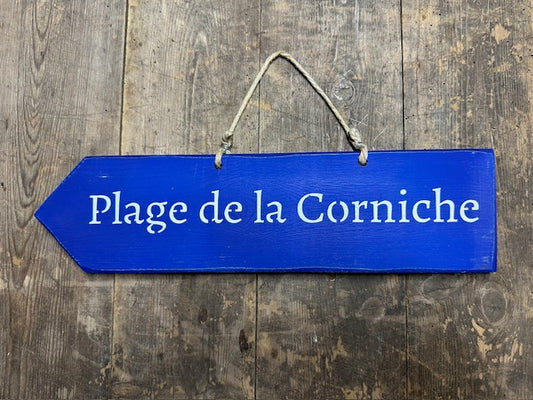 Plage de la Corniche